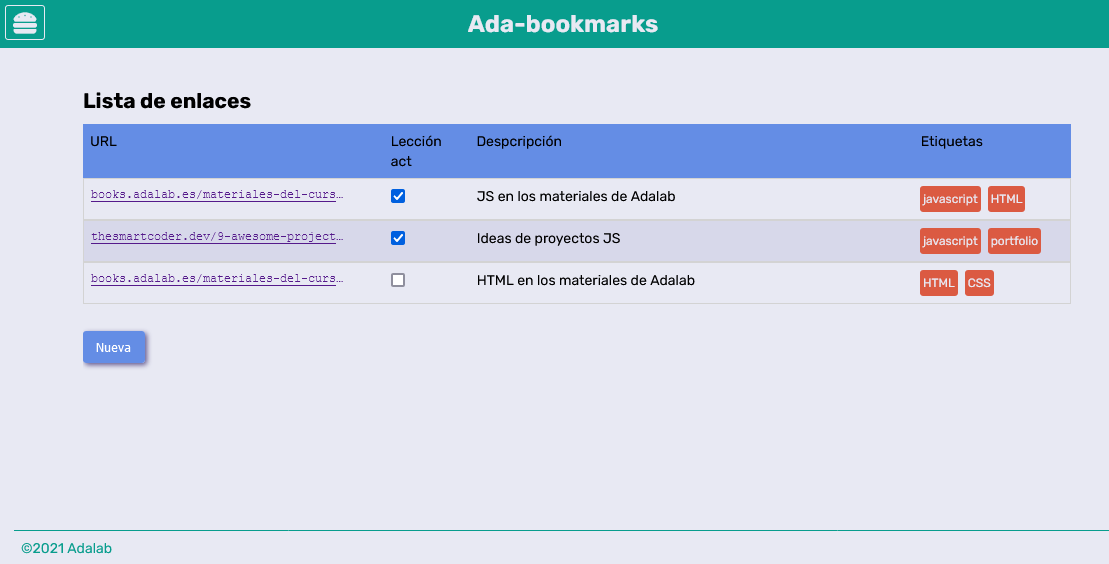 Ada-bookmarks
Lista de enlaces
URL Lección act Despcripción Etiquetas
books.adalab.es/materiales-del-curs… JS en los materiales de Adalab javascript HTML
thesmartcoder.dev/9-awesome-project… Ideas de proyectos JS javascript portfolio
books.adalab.es/materiales-del-curs… HTML en los materiales de Adalab HTML CSS
Nueva
©2021 Adalab